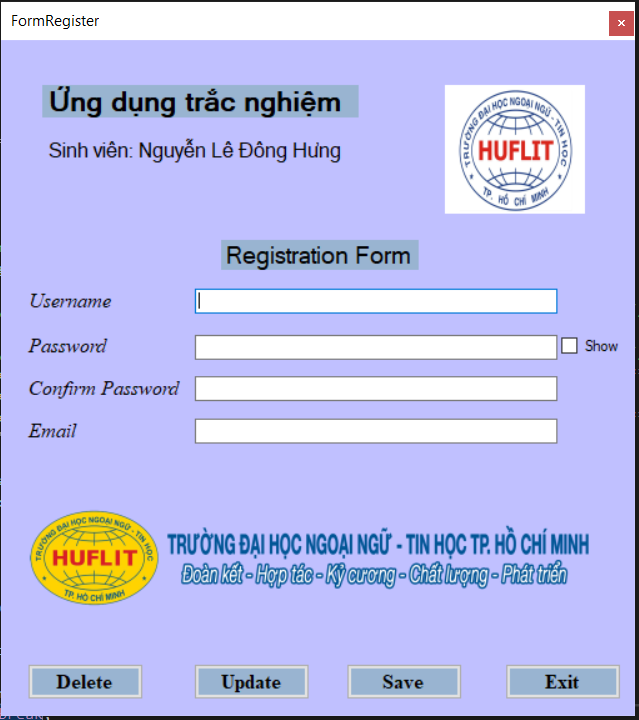 FormRegister
Ứng dụng trắc nghiệm
Sinh viên: Nguyễn Lê Đông Hưng
TRƯỜNG ĐẠI HỌC NGOẠI NGỮ - TIN HỌC
HUFLIT
TP. HỒ CHÍ MINH
Registration Form
Username
Password
Show
Confirm Password
Email
TRƯỜNG ĐẠI HỌC NGOẠI NGỮ - TIN HỌC
HUFLIT
TP. HỒ CHÍ MINH
TRƯỜNG ĐẠI HỌC NGOẠI NGỮ - TIN HỌC TP. HỒ CHÍ MINH
Đoàn kết - Hợp tác - Kỷ cương - Chất lượng - Phát triển
Delete Update Save Exit